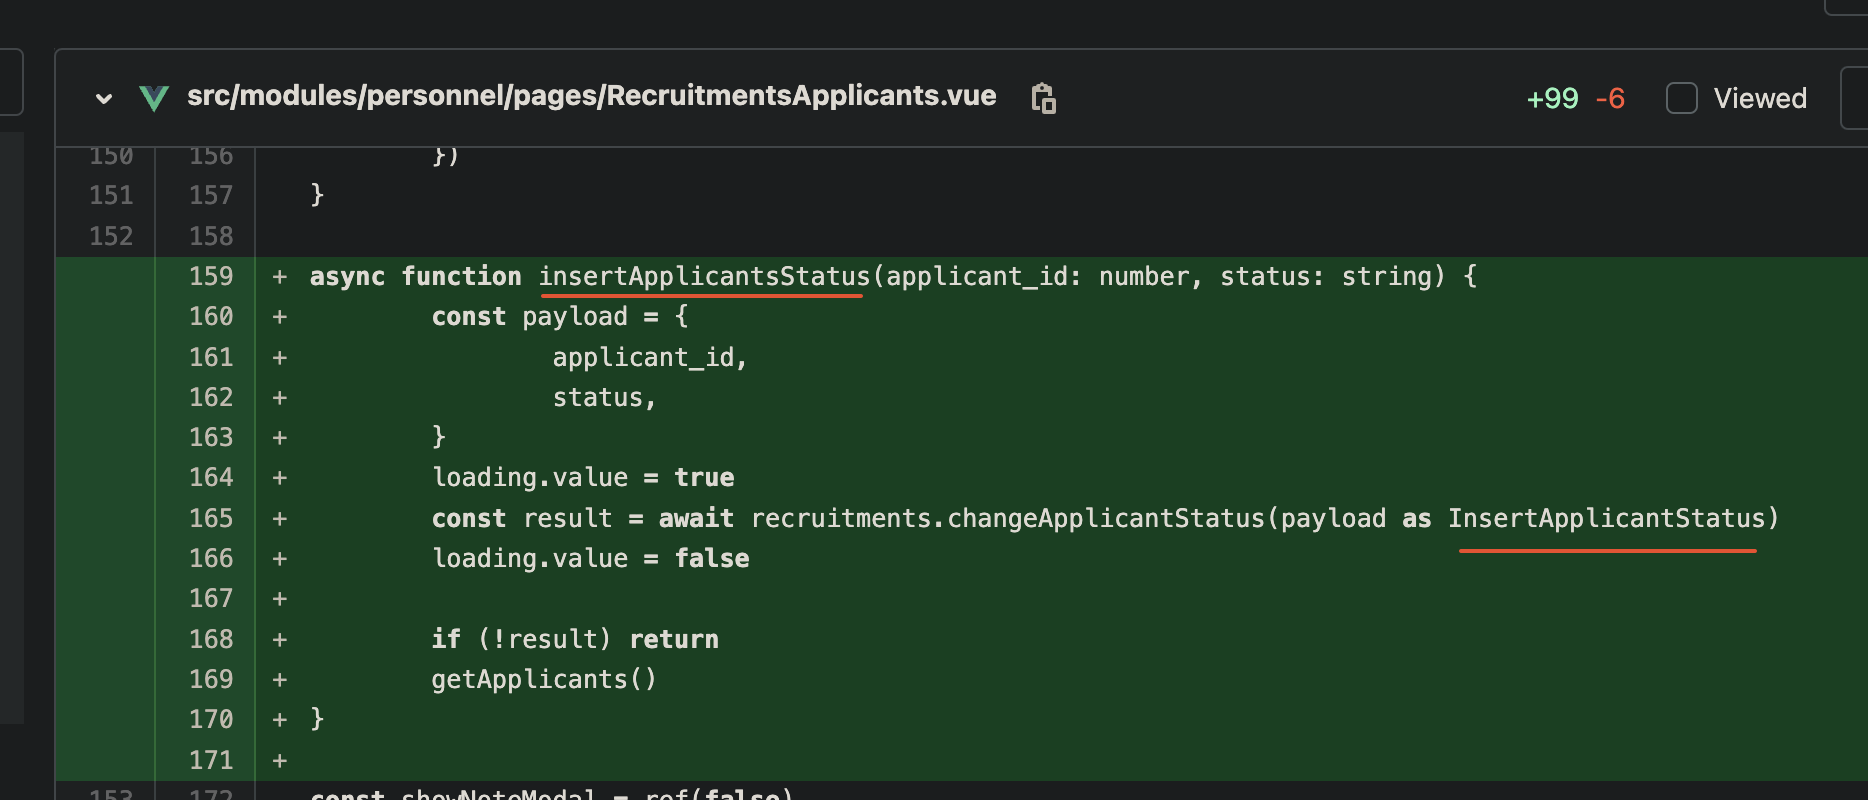 src/modules/personnel/pages/RecruitmentsApplicants.vue +99 -6 Viewed
150 156 })
151 157 }
152 158
159 + async function insertApplicantsStatus(applicant_id: number, status: string) {
160 + const payload = {
161 + applicant_id,
162 + status,
163 + }
164 + loading.value = true
165 + const result = await recruitments.changeApplicantStatus(payload as InsertApplicantStatus)
166 + loading.value = false
167 +
168 + if (!result) return
169 + getApplicants()
170 + }
171 +
153 172 const showNoteModal = ref(false)